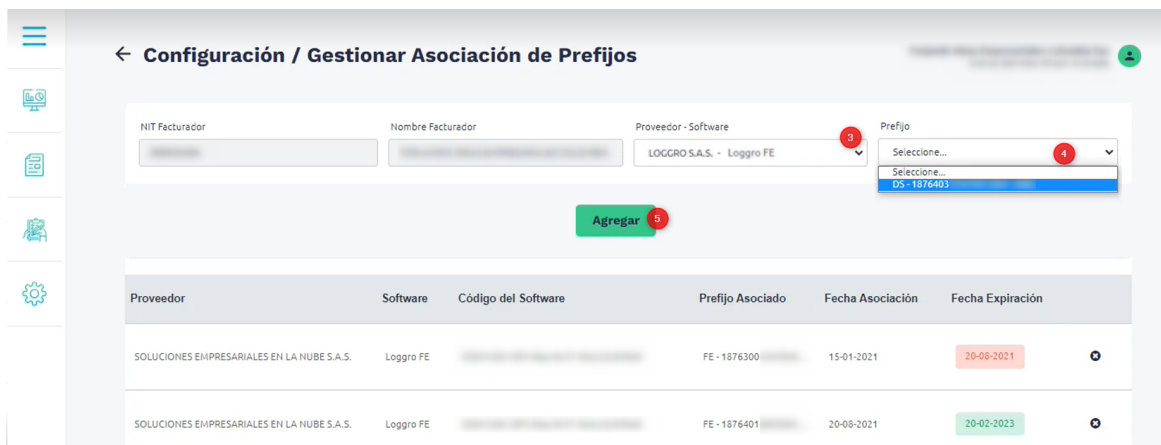 ← Configuración / Gestionar Asociación de Prefijos
NIT Facturador Nombre Facturador Proveedor - Software Prefijo
LOGGRO S.A.S. - Loggro FE 3 Seleccione... 4
Seleccione...
DS - 1876403
Agregar 5
Proveedor Software Código del Software Prefijo Asociado Fecha Asociación Fecha Expiración
SOLUCIONES EMPRESARIALES EN LA NUBE S.A.S. Loggro FE FE - 1876300 15-01-2021 20-08-2021
SOLUCIONES EMPRESARIALES EN LA NUBE S.A.S. Loggro FE FE - 1876401 20-08-2021 20-02-2023